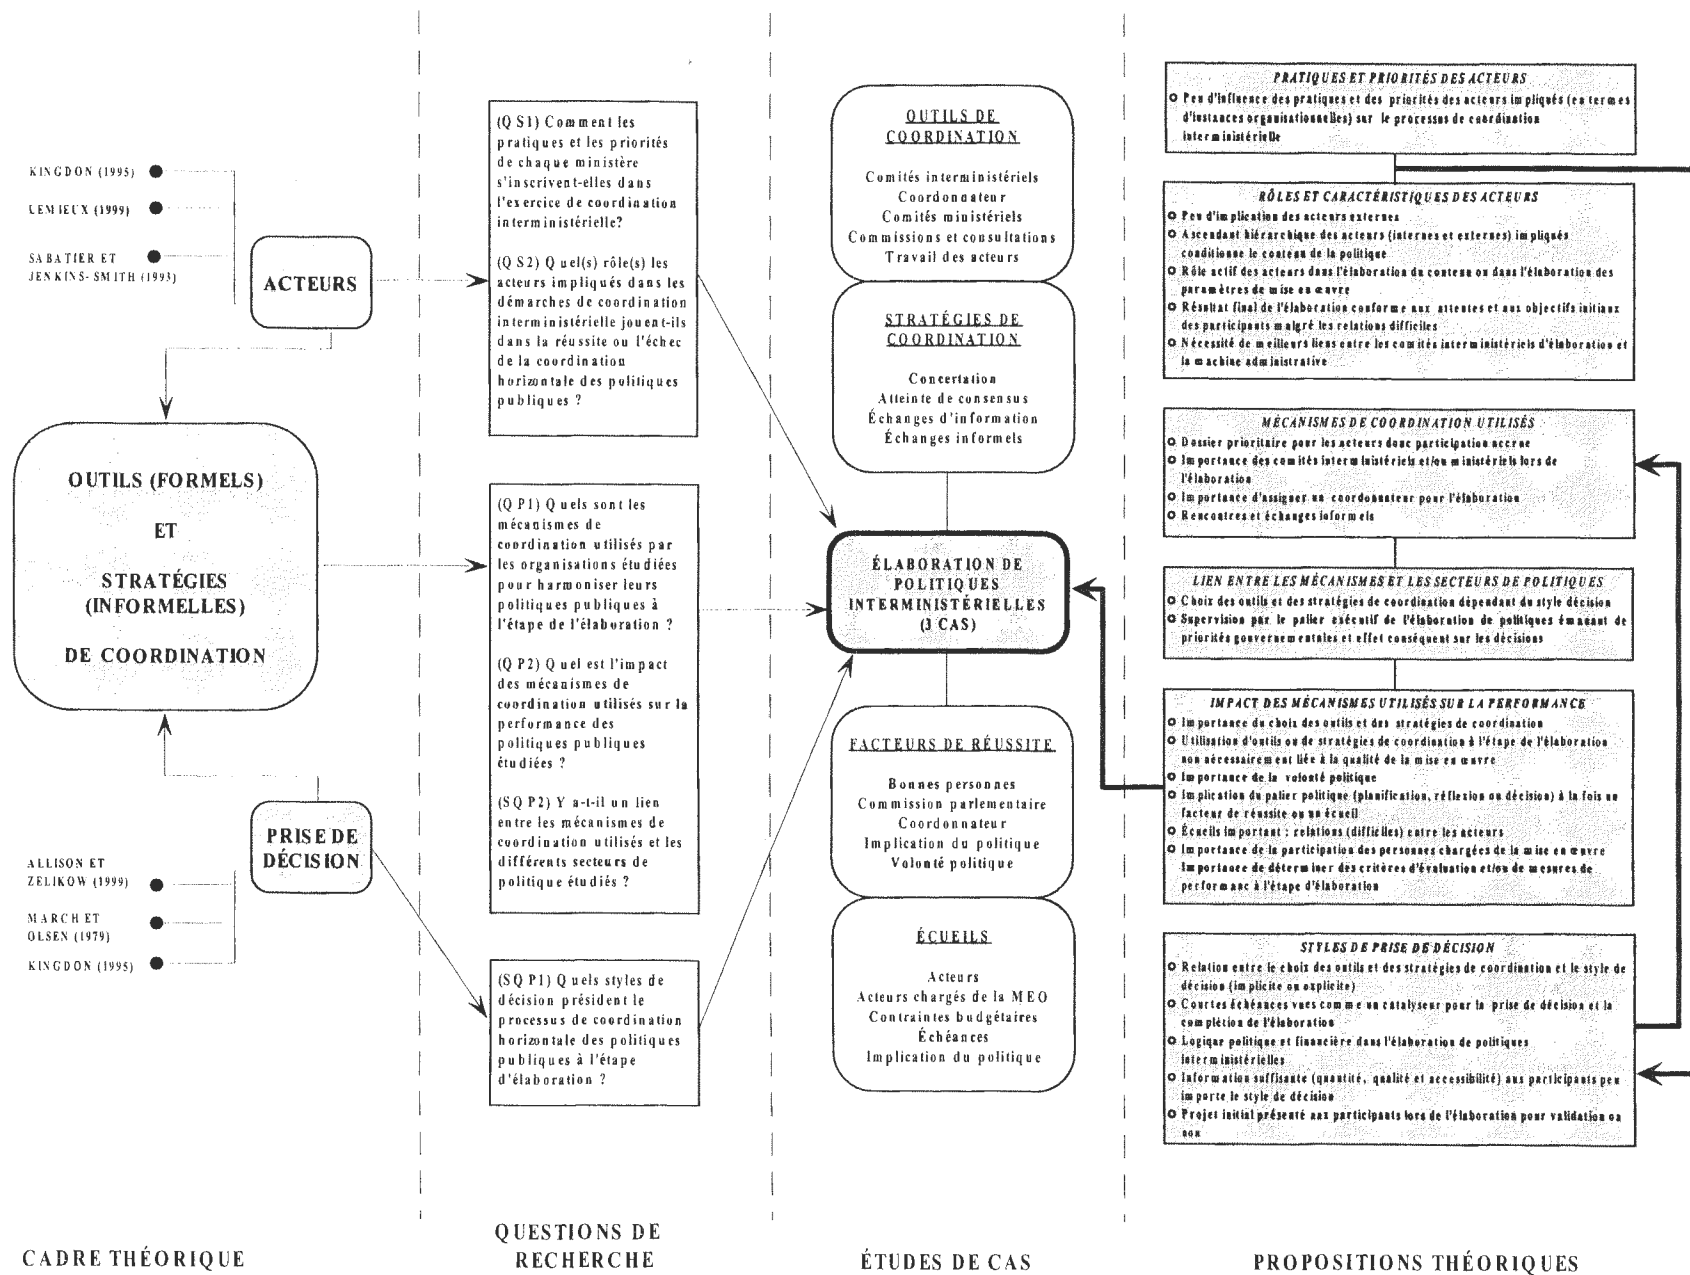 KINGDON (1995)
LEMIEUX (1999)
SABATIER ET
JENKINS-SMITH (1993)
ACTEURS
OUTILS (FORMELS)
ET
STRATÉGIES
(INFORMELLES)
DE COORDINATION
PRISE DE
DÉCISION
ALLISON ET
ZELIKOW (1999)
MARCH ET
OLSEN (1979)
KINGDON (1995)
CADRE THÉORIQUE
(QS1) Comment les
pratiques et les priorités
de chaque ministère
s'inscrivent-elles dans
l'exercice de coordination
interministérielle?
(QS2) Quel(s) rôle(s) les
acteurs impliqués dans les
démarches de coordination
interministérielle jouent-ils
dans la réussite ou l'échec
de la coordination
horizontale des politiques
publiques ?
(QP1) Quels sont les
mécanismes de
coordination utilisés par
les organisations étudiées
pour harmoniser leurs
politiques publiques à
l'étape de l'élaboration ?
(QP2) Quel est l'impact
des mécanismes de
coordination utilisés sur la
performance des
politiques publiques
étudiées ?
(SQP2) Y a-t-il un lien
entre les mécanismes de
coordination utilisés et les
différents secteurs de
politique étudiés ?
(SQP1) Quels styles de
décision président le
processus de coordination
horizontale des politiques
publiques à l'étape
d'élaboration ?
QUESTIONS DE
RECHERCHE
OUTILS DE
COORDINATION
Comités interministériels
Coordonnateur
Comités ministériels
Commissions et consultations
Travail des acteurs
STRATÉGIES DE
COORDINATION
Concertation
Atteinte de consensus
Échanges d'information
Échanges informels
ÉLABORATION DE
POLITIQUES
INTERMINISTÉRIELLES
(3 CAS)
FACTEURS DE RÉUSSITE
Bonnes personnes
Commission parlementaire
Coordonnateur
Implication du politique
Volonté politique
ÉCUEILS
Acteurs
Acteurs chargés de la MEO
Contraintes budgétaires
Échéances
Implication du politique
ÉTUDES DE CAS
PRATIQUES ET PRIORITÉS DES ACTEURS
Peu d'influence des pratiques et des priorités des acteurs impliqués (en termes
d'instances organisationnelles) sur le processus de coordination
interministérielle
RÔLES ET CARACTÉRISTIQUES DES ACTEURS
Peu d'implication des acteurs externes
Ascendant hiérarchique des acteurs (internes et externes) impliqués
conditionne le contenu de la politique
Rôle actif des acteurs dans l'élaboration du contenu ou dans l'élaboration des
paramètres de mise en œuvre
Résultat final de l'élaboration conforme aux attentes et aux objectifs initiaux
des participants malgré les relations difficiles
Nécessité de meilleurs liens entre les comités interministériels d'élaboration et
la machine administrative
MÉCANISMES DE COORDINATION UTILISÉS
Dossier prioritaire pour les acteurs donc participation accrue
Importance des comités interministériels et/ou ministériels lors de
l'élaboration
Importance d'assigner un coordonnateur pour l'élaboration
Rencontres et échanges informels
LIEN ENTRE LES MÉCANISMES ET LES SECTEURS DE POLITIQUES
Choix des outils et des stratégies de coordination dépendant du style décision
Supervision par le palier exécutif de l'élaboration de politiques émanant de
priorités gouvernementales et effet conséquent sur les décisions
IMPACT DES MÉCANISMES UTILISÉS SUR LA PERFORMANCE
Importance du choix des outils et des stratégies de coordination
Utilisation d'outils ou de stratégies de coordination à l'étape de l'élaboration
non nécessairement liée à la qualité de la mise en œuvre
Importance de la volonté politique
Implication du palier politique (planification, réflexion ou décision) à la fois un
facteur de réussite ou un écueil
Écueils important : relations (difficiles) entre les acteurs
Importance de la participation des personnes chargées de la mise en œuvre
Importance de déterminer des critères d'évaluation et/ou de mesures de
performanc à l'étape d'élaboration
STYLES DE PRISE DE DÉCISION
Relation entre le choix des outils et des stratégies de coordination et le style de
décision (implicite ou explicite)
Courtes échéances vues comme un catalyseur pour la prise de décision et la
complétion de l'élaboration
Logique politique et financière dans l'élaboration de politiques
interministérielles
Information suffisante (quantité, qualité et accessibilité) aux participants peu
importe le style de décision
Projet initial présenté aux participants lors de l'élaboration pour validation ou
non
PROPOSITIONS THÉORIQUES